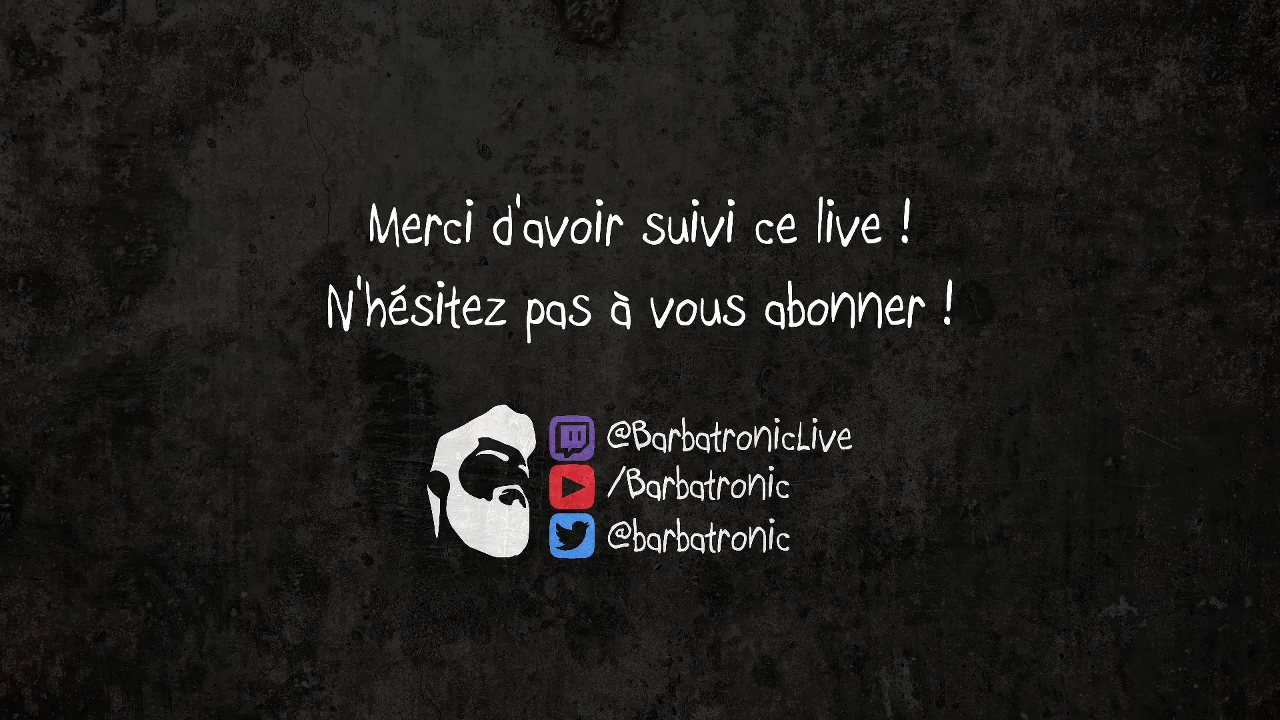 Merci d'avoir suivi ce live !
N'hésitez pas à vous abonner !
@BarbatronicLive
/Barbatronic
@barbatronic